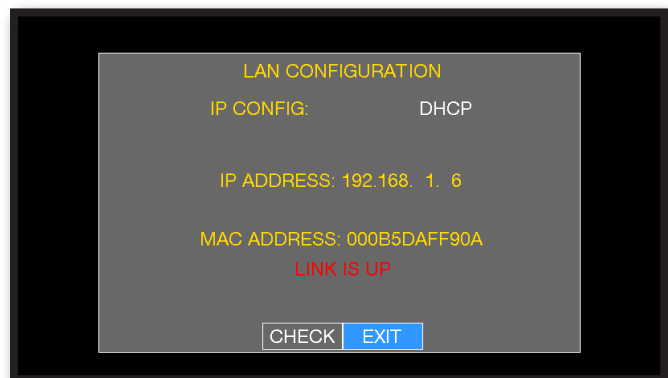 LAN CONFIGURATION
IP CONFIG: DHCP
IP ADDRESS: 192.168. 1. 6
MAC ADDRESS: 000B5DAFF90A
LINK IS UP
CHECK EXIT